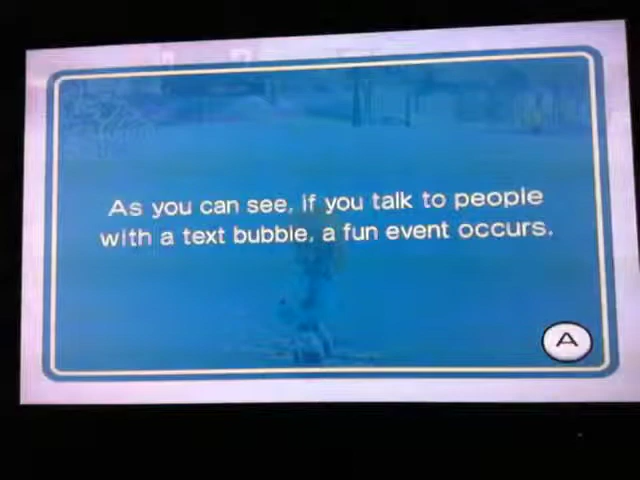 As you can see, if you talk to people
with a text bubble, a fun event occurs.
A